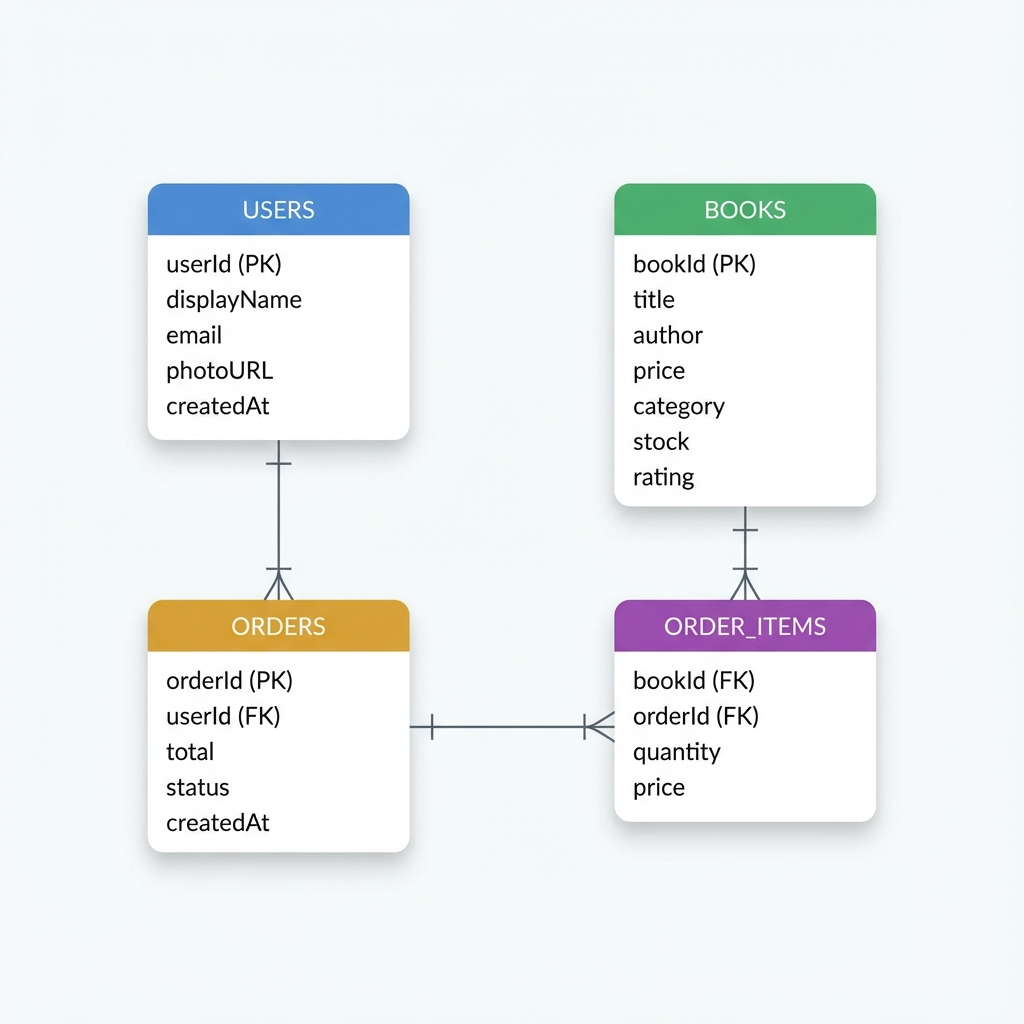 USERS
userId (PK)
displayName
email
photoURL
createdAt
BOOKS
bookId (PK)
title
author
price
category
stock
rating
ORDERS
orderId (PK)
userId (FK)
total
status
createdAt
ORDER_ITEMS
bookId (FK)
orderId (FK)
quantity
price